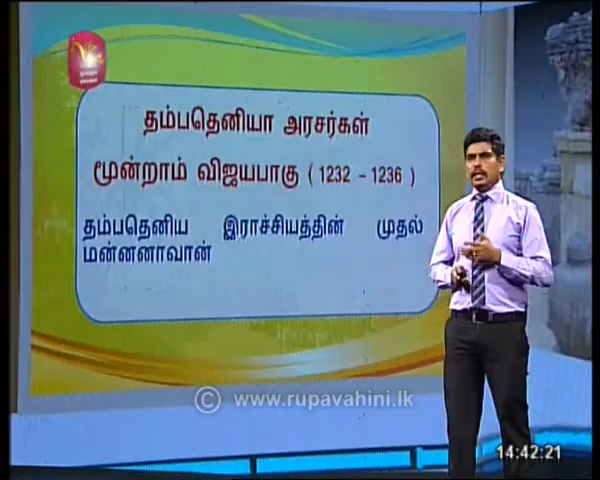 தம்பதெனியா அரசர்கள்
மூன்றாம் விஜயபாகு ( 1232 - 1236 )
தம்பதெனிய இராச்சியத்தின் முதல்
மன்னனாவான்
© www.rupavahini.lk
14:42:21